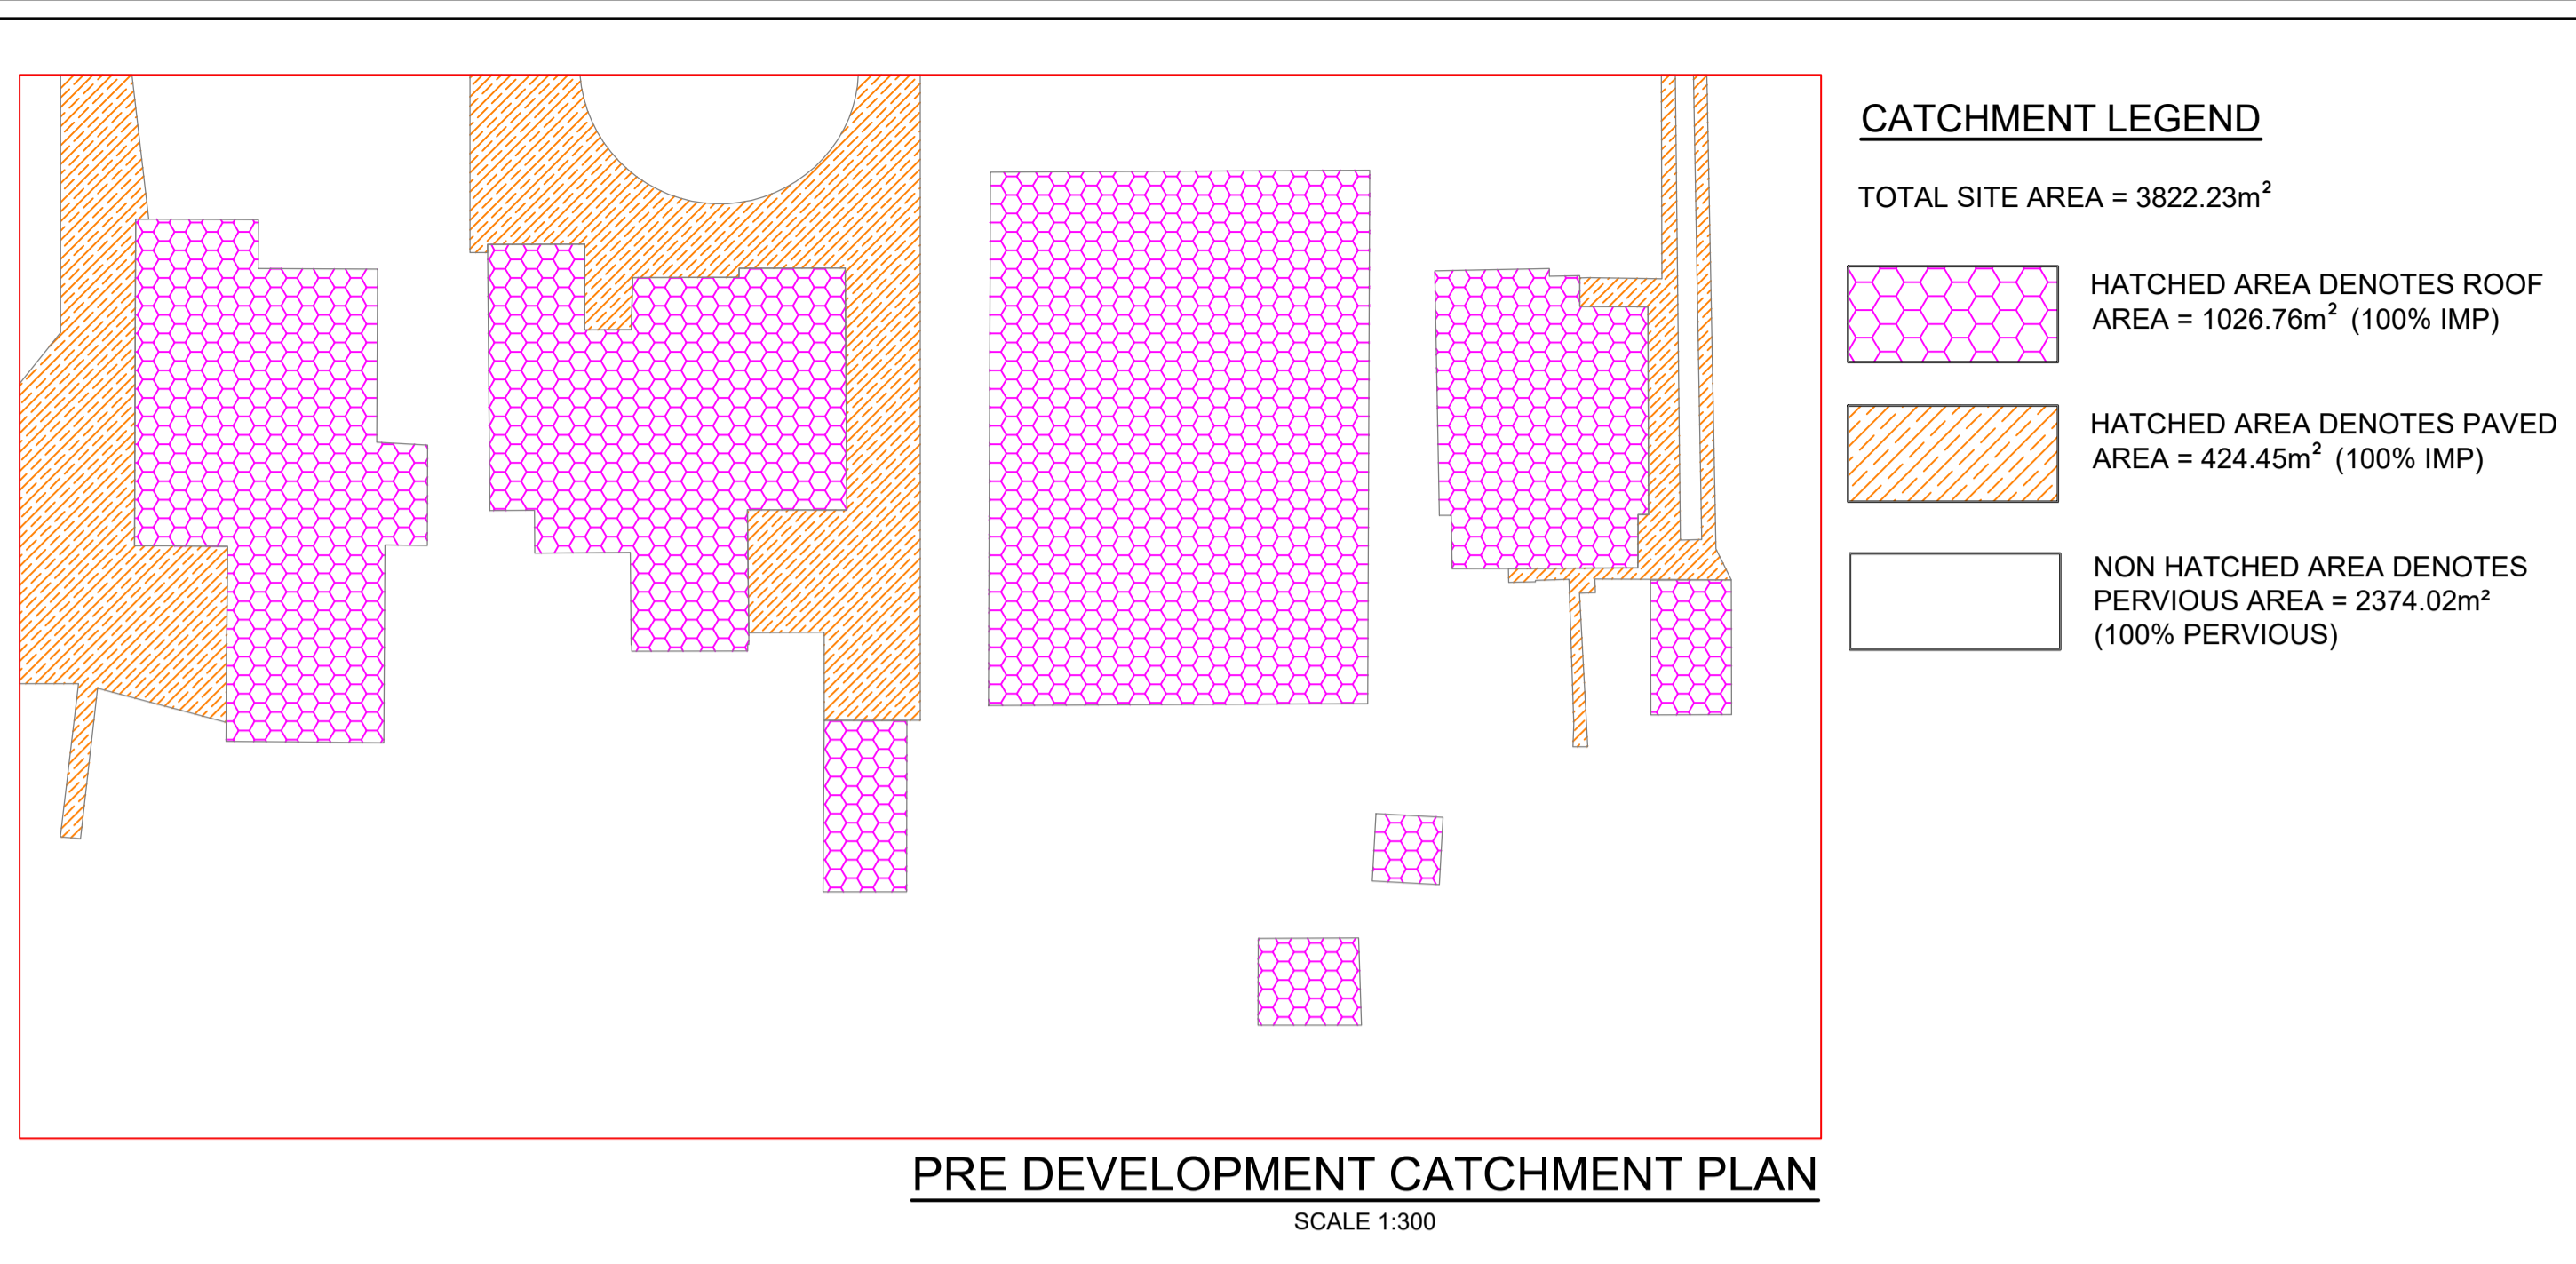 CATCHMENT LEGEND
TOTAL SITE AREA = 3822.23m²
HATCHED AREA DENOTES ROOF
AREA = 1026.76m² (100% IMP)
HATCHED AREA DENOTES PAVED
AREA = 424.45m² (100% IMP)
NON HATCHED AREA DENOTES
PERVIOUS AREA = 2374.02m²
(100% PERVIOUS)
PRE DEVELOPMENT CATCHMENT PLAN
SCALE 1:300